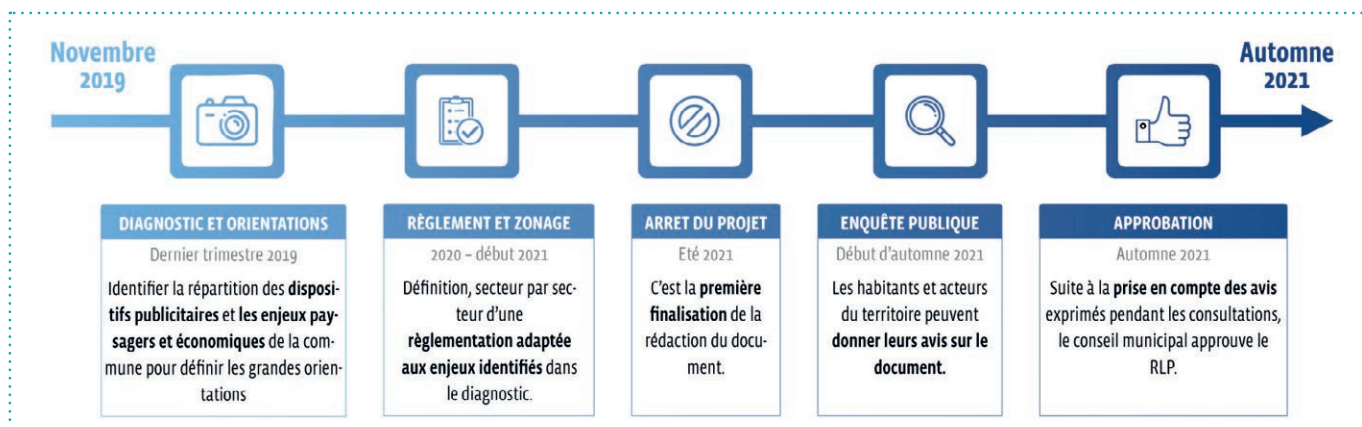 Novembre
2019
Automne
2021
DIAGNOSTIC ET ORIENTATIONS
Dernier trimestre 2019
Identifier la répartition des disposi-
tifs publicitaires et les enjeux pay-
sagers et économiques de la com-
mune pour définir les grandes orien-
tations
RÈGLEMENT ET ZONAGE
2020 – début 2021
Définition, secteur par sec-
teur d'une
règlementation adaptée
aux enjeux identifiés dans
le diagnostic.
ARRET DU PROJET
Eté 2021
C'est la première
finalisation de la
rédaction du docu-
ment.
ENQUÊTE PUBLIQUE
Début d'automne 2021
Les habitants et acteurs
du territoire peuvent
donner leurs avis sur le
document.
APPROBATION
Automne 2021
Suite à la prise en compte des avis
exprimés pendant les consultations,
le conseil municipal approuve le
RLP.